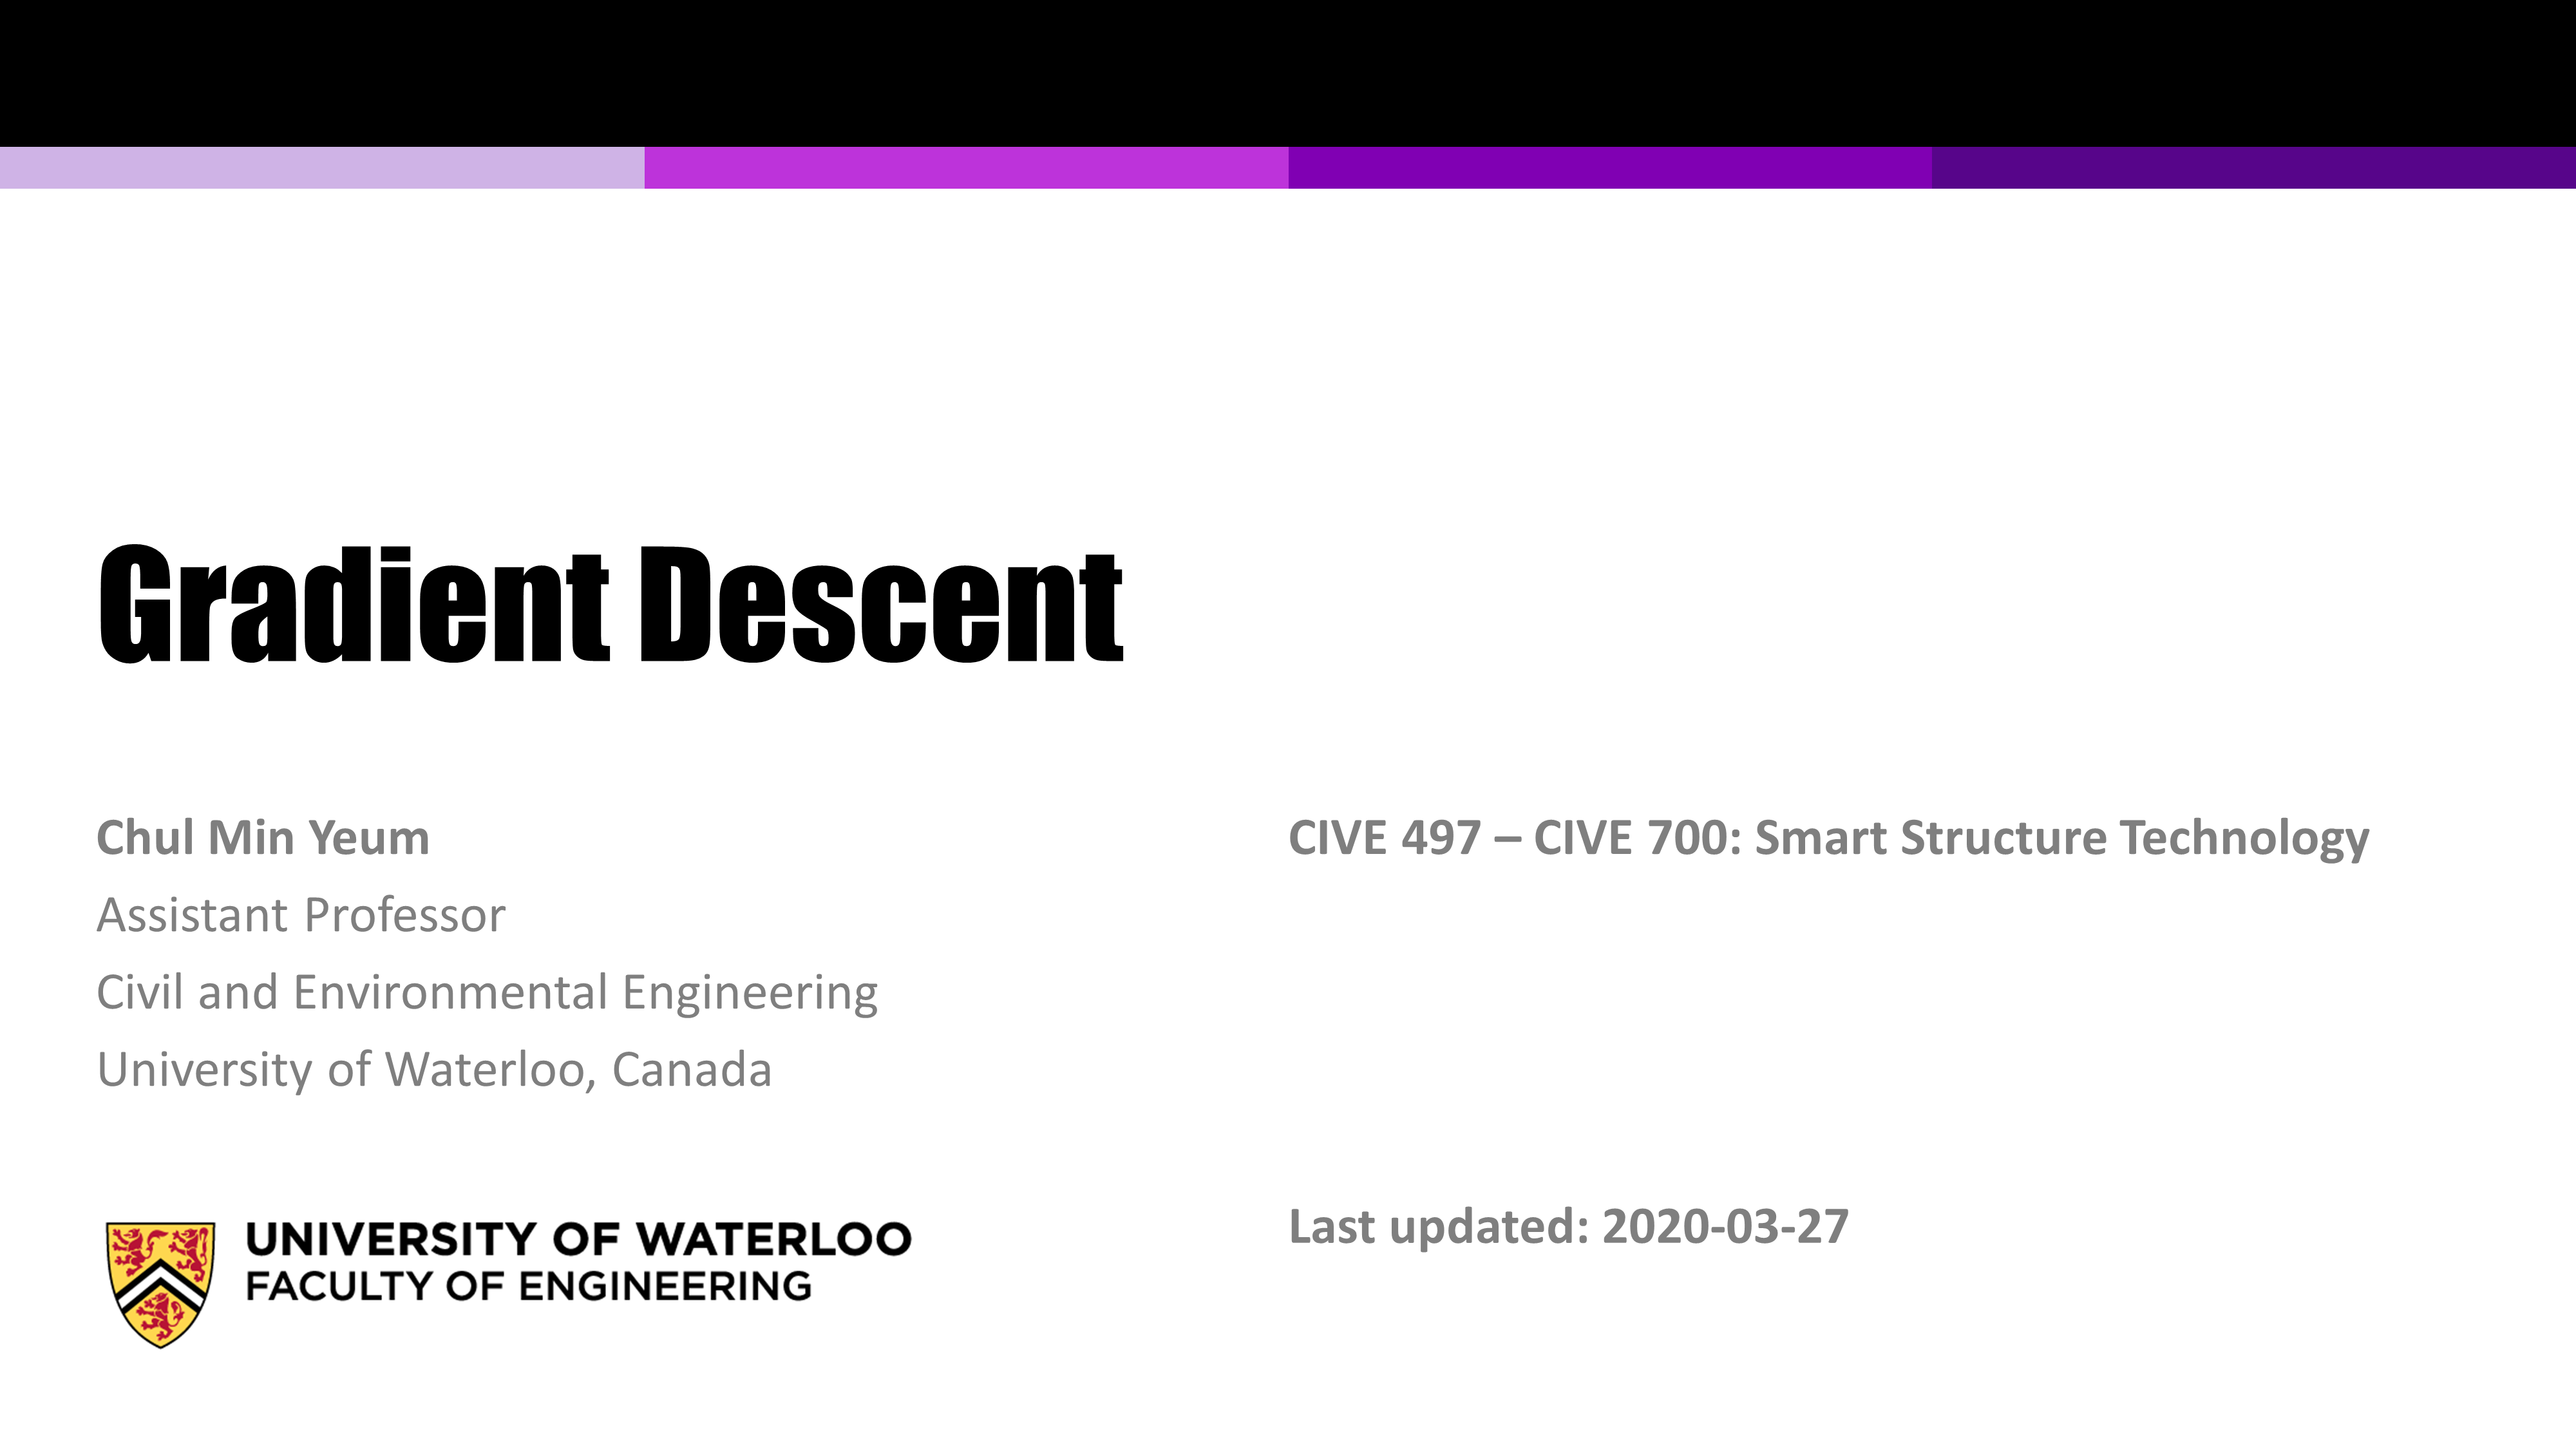 Gradient Descent
Chul Min Yeum
Assistant Professor
Civil and Environmental Engineering
University of Waterloo, Canada
CIVE 497 – CIVE 700: Smart Structure Technology
Last updated: 2020-03-27
UNIVERSITY OF WATERLOO
FACULTY OF ENGINEERING